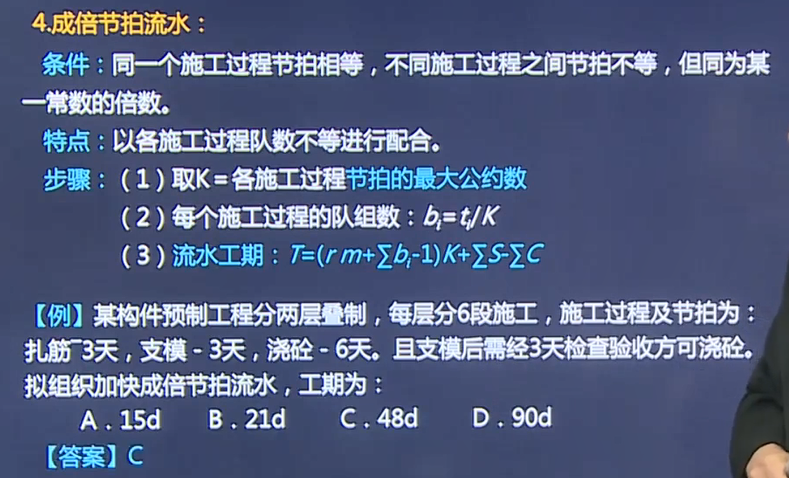 4.成倍节拍流水：
条件：同一个施工过程节拍相等，不同施工过程之间节拍不等，但同为某
一常数的倍数。
特点：以各施工过程队数不等进行配合。
步骤：（1）取K＝各施工过程节拍的最大公约数
（2）每个施工过程的队组数：bᵢ=tᵢ/K
（3）流水工期：T=(r m+∑bᵢ-1)K+∑S-∑C
【例】某构件预制工程分两层叠制，每层分6段施工，施工过程及节拍为：
扎筋¯3天，支模－3天，浇砼－6天。且支模后需经3天检查验收方可浇砼。
拟组织加快成倍节拍流水，工期为：
A．15d B．21d C．48d D．90d
【答案】C